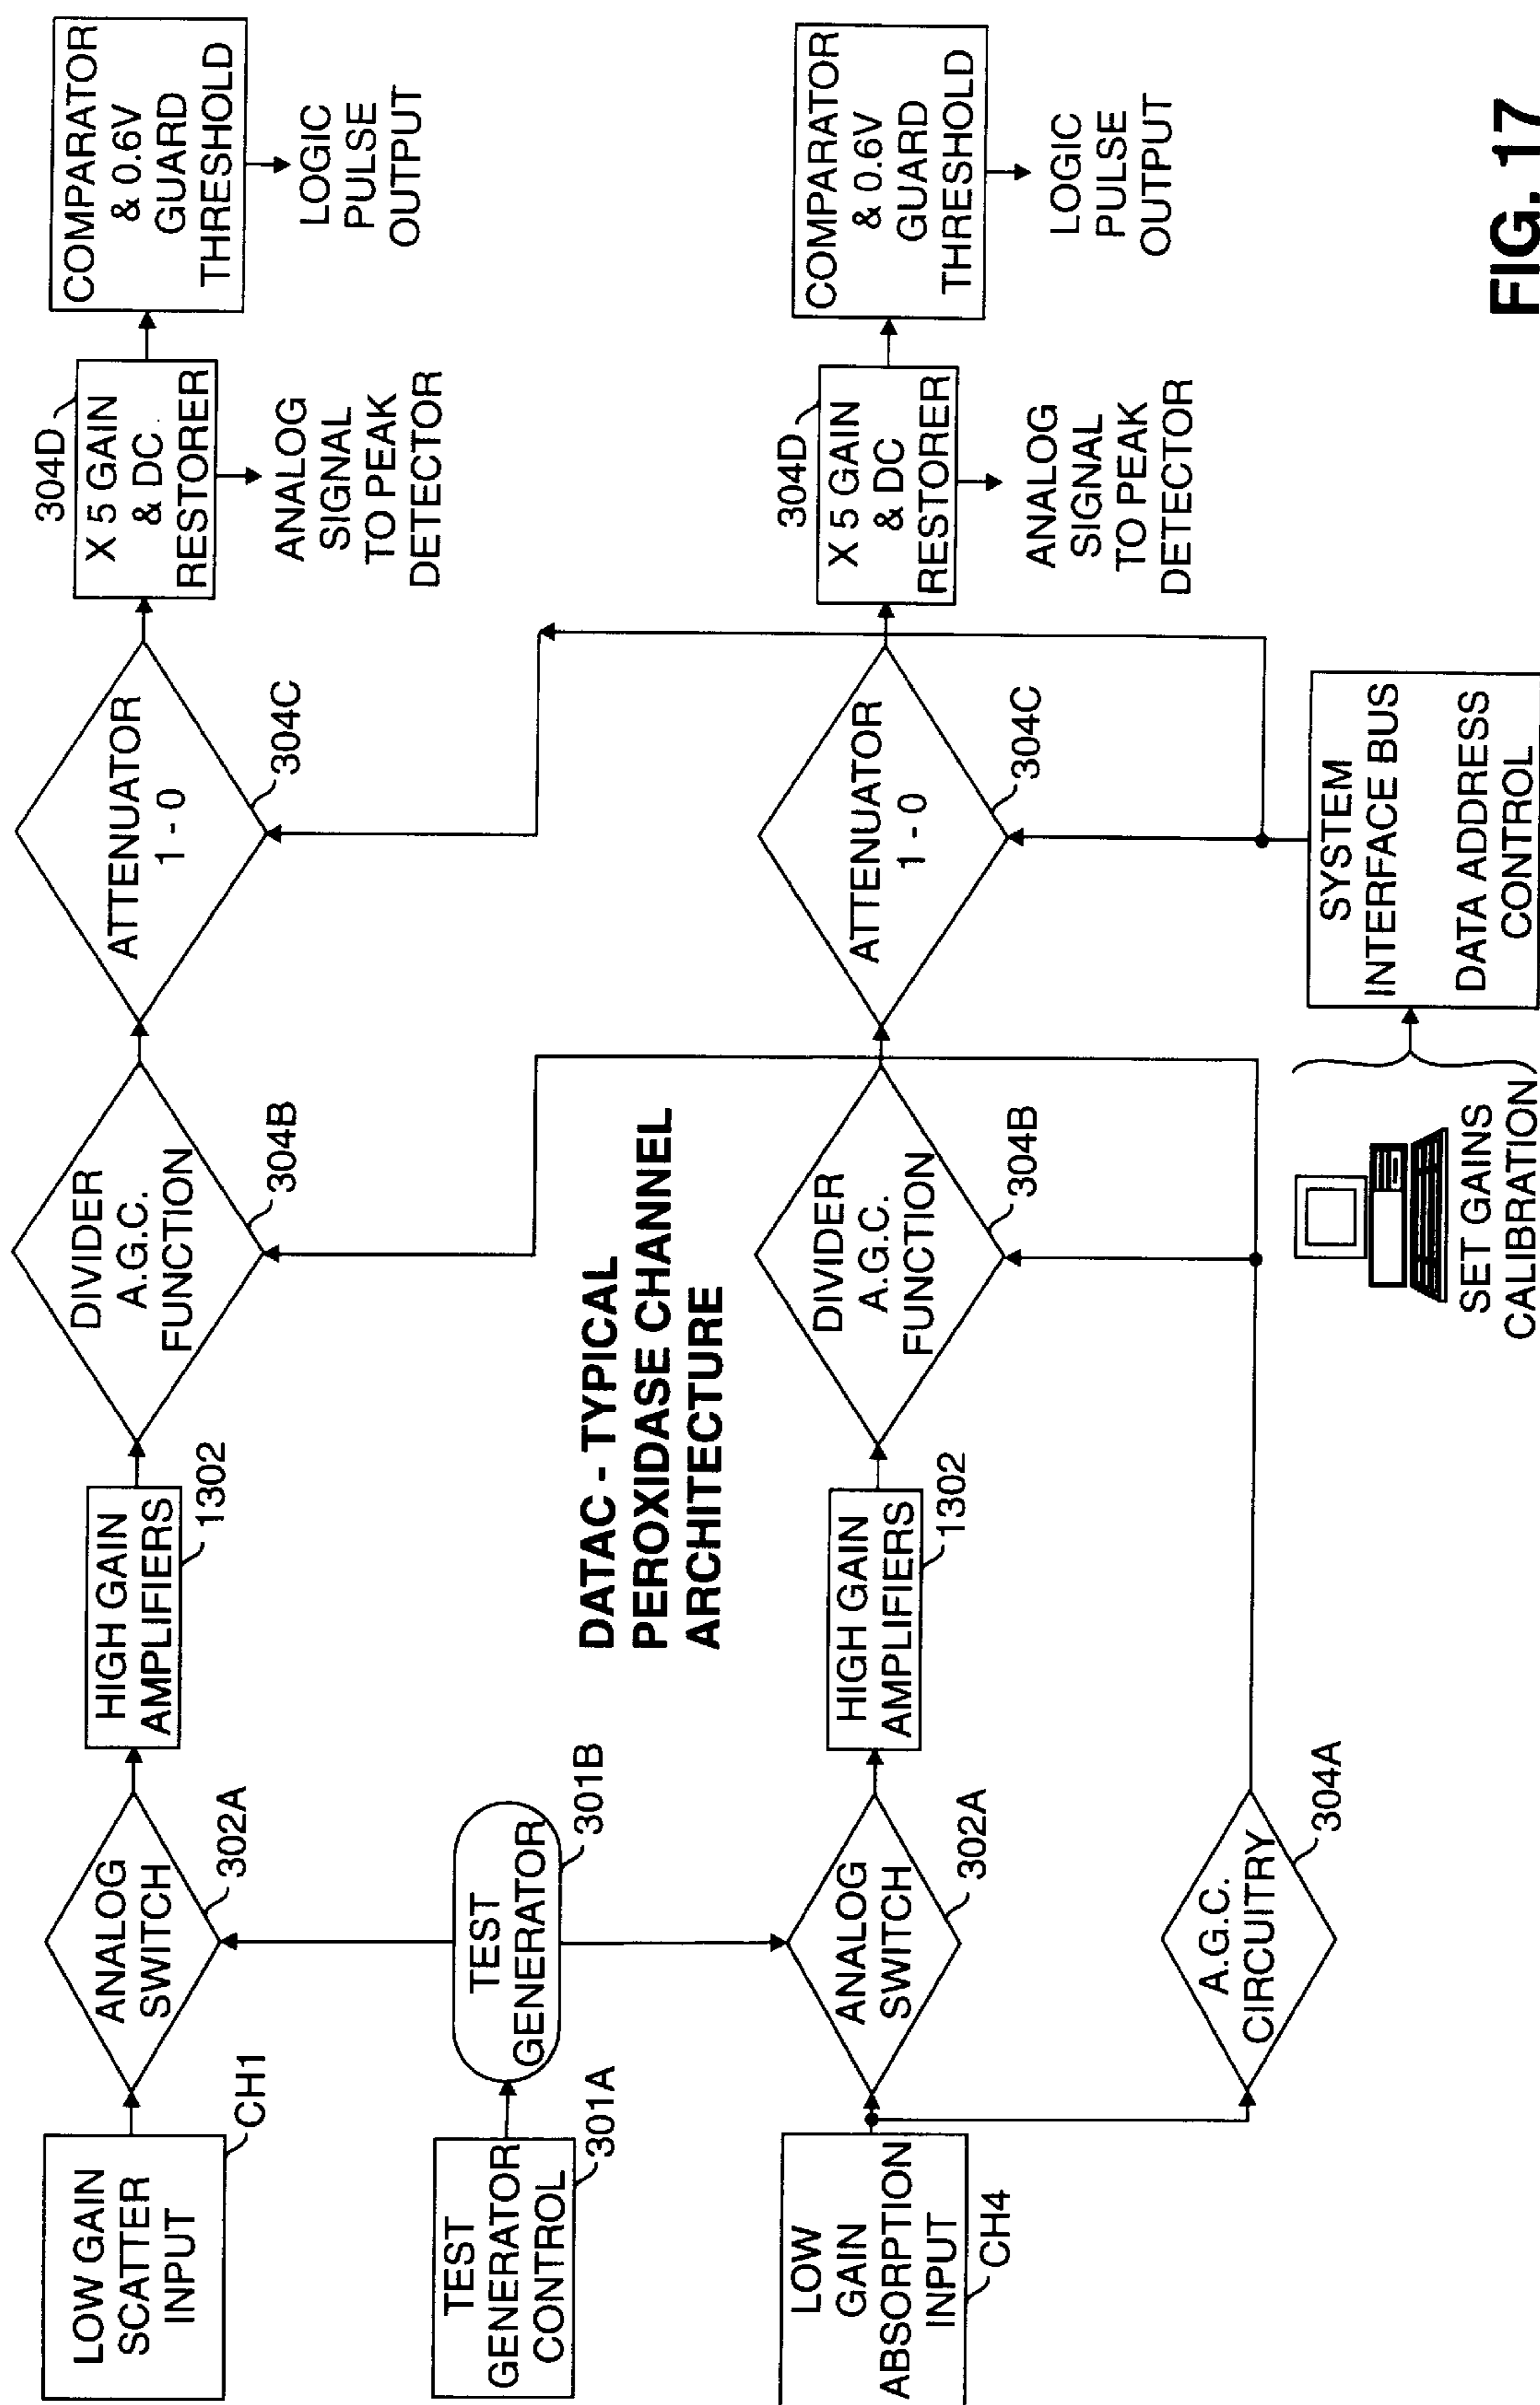 LOW GAIN
SCATTER
INPUT
CH1
ANALOG
SWITCH
302A
HIGH GAIN
AMPLIFIERS
1302
DIVIDER
A.G.C.
FUNCTION
304B
ATTENUATOR
1 - 0
304C
304D
X 5 GAIN
& DC
RESTORER
ANALOG
SIGNAL
TO PEAK
DETECTOR
COMPARATOR
& 0.6V
GUARD
THRESHOLD
LOGIC
PULSE
OUTPUT
TEST
GENERATOR
CONTROL
301A
TEST
GENERATOR
301B
DATAC - TYPICAL
PEROXIDASE CHANNEL
ARCHITECTURE
LOW
GAIN
ABSORPTION
INPUT
CH4
ANALOG
SWITCH
302A
HIGH GAIN
AMPLIFIERS
1302
DIVIDER
A.G.C.
FUNCTION
304B
ATTENUATOR
1 - 0
304C
304D
X 5 GAIN
& DC
RESTORER
ANALOG
SIGNAL
TO PEAK
DETECTOR
COMPARATOR
& 0.6V
GUARD
THRESHOLD
LOGIC
PULSE
OUTPUT
A.G.C.
CIRCUITRY
304A
SET GAINS
CALIBRATION
SYSTEM
INTERFACE BUS
DATA ADDRESS
CONTROL
FIG. 17